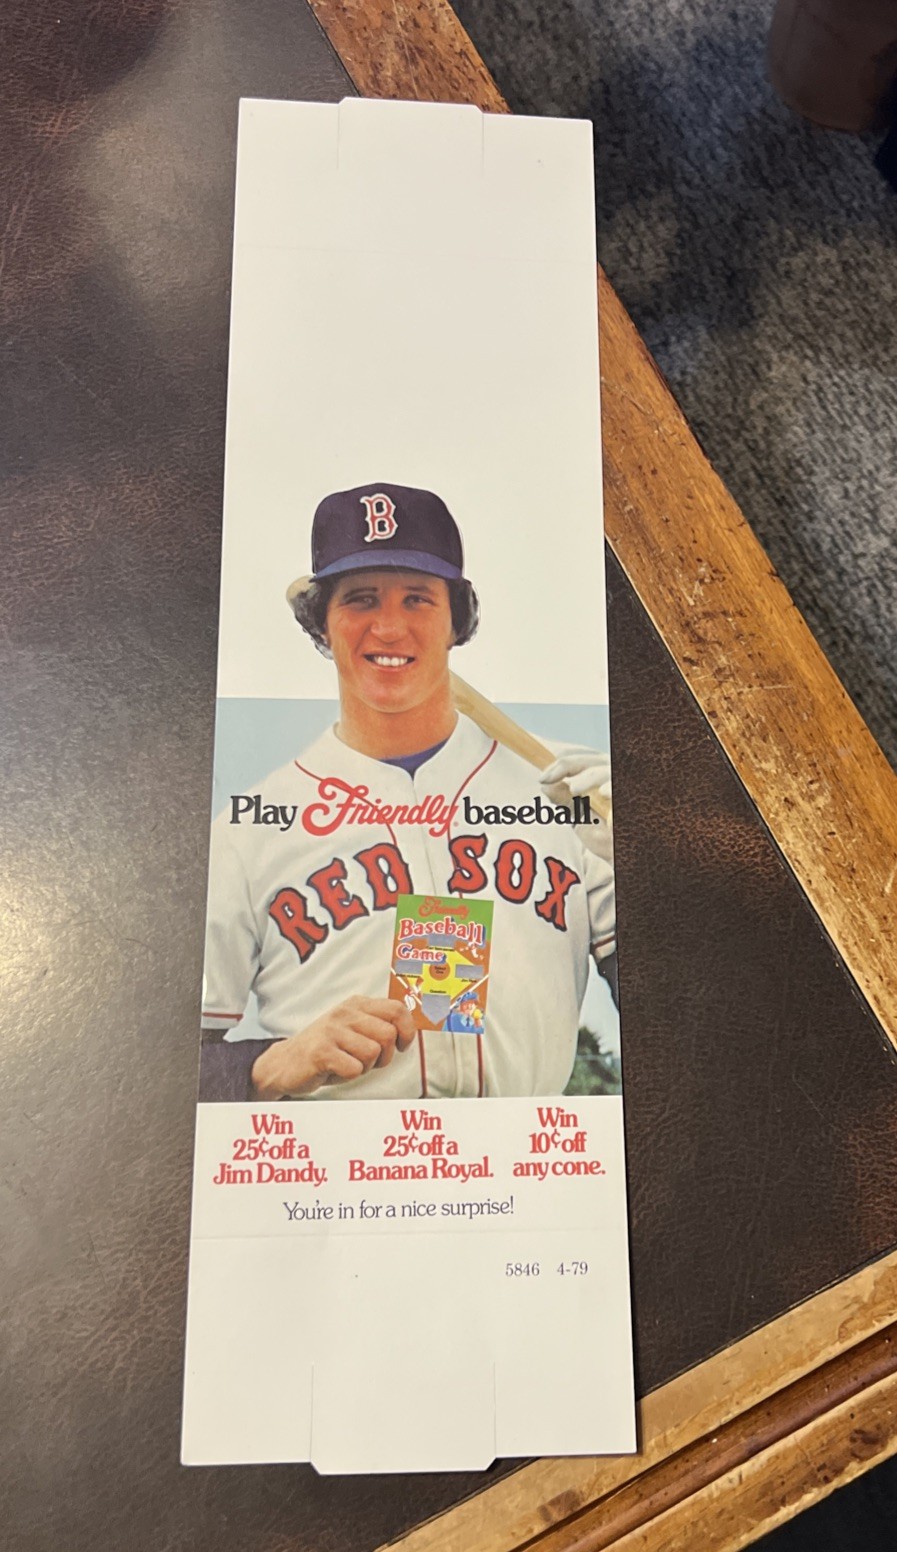 B
Play Friendly baseball.
RED SOX
Friendly
Baseball
Game
Win
25¢ off a
Jim Dandy.
Win
25¢ off a
Banana Royal.
Win
10¢ off
any cone.
You're in for a nice surprise!
5846 4-79